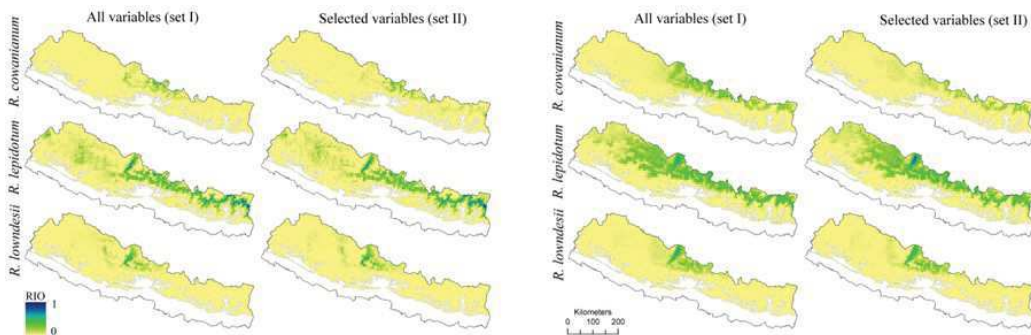 All variables (set I) Selected variables (set II) All variables (set I) Selected variables (set II)
R. cowanianum R. cowanianum
R. lepidotum R. lepidotum
R. lowndesii R. lowndesii
RIO
1
0
Kilometers
0 50 100 200